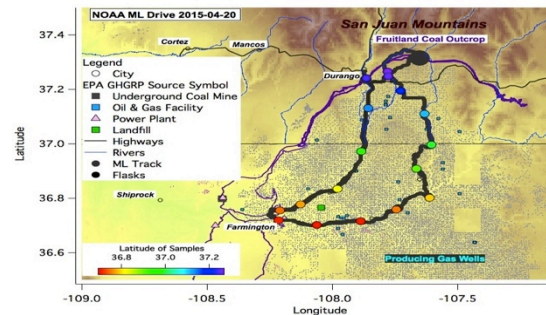 NOAA ML Drive 2015-04-20
San Juan Mountains
Fruitland Coal Outcrop
Cortez
Mancos
Durango
Legend
City
EPA GHGRP Source Symbol
Underground Coal Mine
Oil & Gas Facility
Power Plant
Landfill
Highways
Rivers
ML Track
Flasks
Shiprock
Farmington
Latitude of Samples
36.8 37.0 37.2
Producing Gas Wells
Latitude
37.4
37.2
37.0
36.8
36.6
-109.0 -108.5 -108.0 -107.5
Longitude